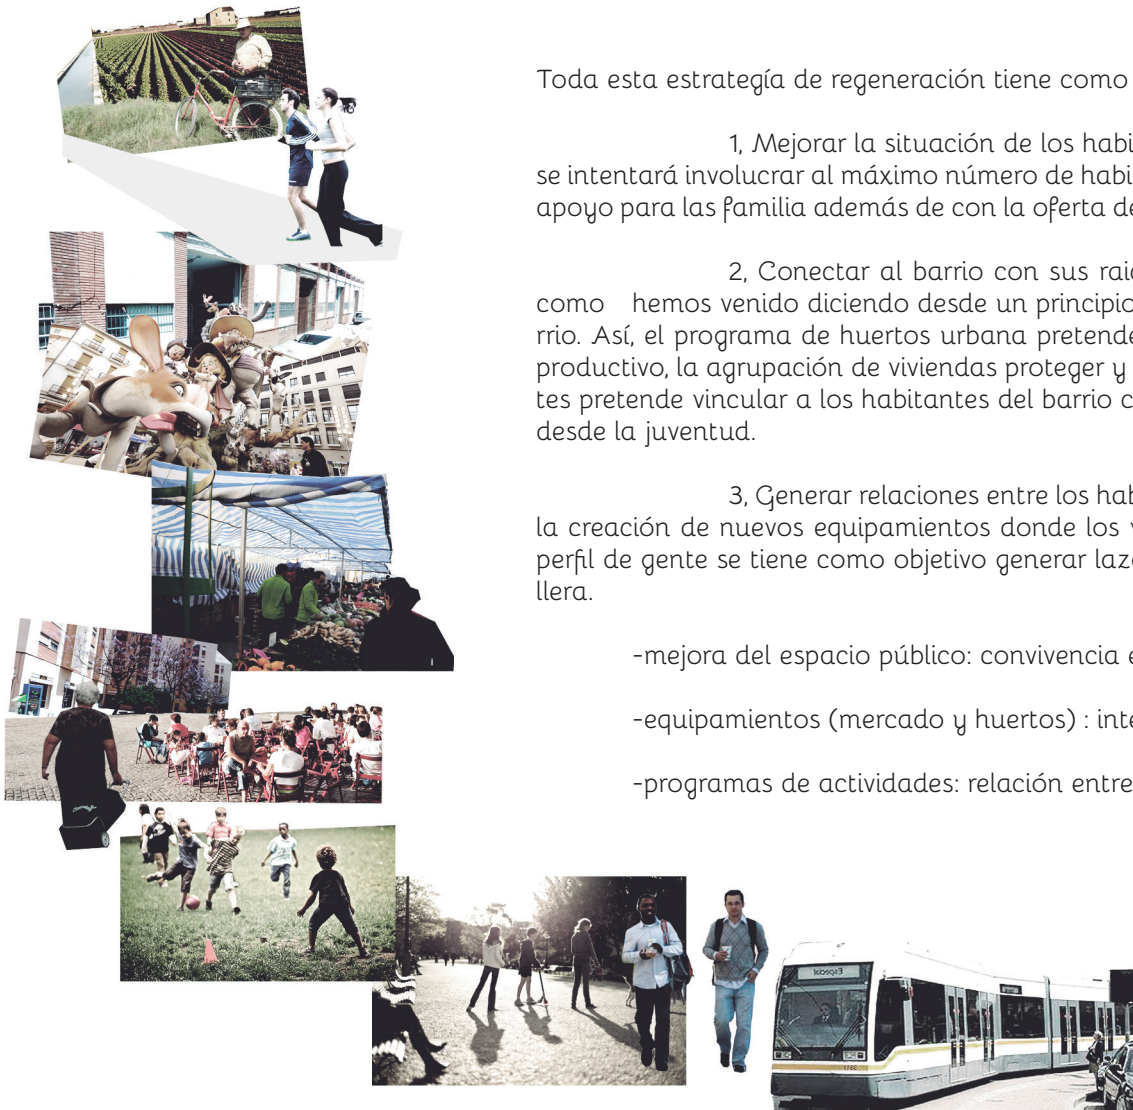 Toda esta estrategía de regeneración tiene como
1, Mejorar la situación de los habi
se intentará involucrar al máximo número de habi
apoyo para las familia además de con la oferta de
2, Conectar al barrio con sus raic
como hemos venido diciendo desde un principio
rrio. Así, el programa de huertos urbana pretende
productivo, la agrupación de viviendas proteger y
tes pretende vincular a los habitantes del barrio c
desde la juventud.
3, Generar relaciones entre los hab
la creación de nuevos equipamientos donde los v
perfil de gente se tiene como objetivo generar lazo
llera.
-mejora del espacio público: convivencia e
-equipamientos (mercado y huertos) : inte
-programas de actividades: relación entre
Especial